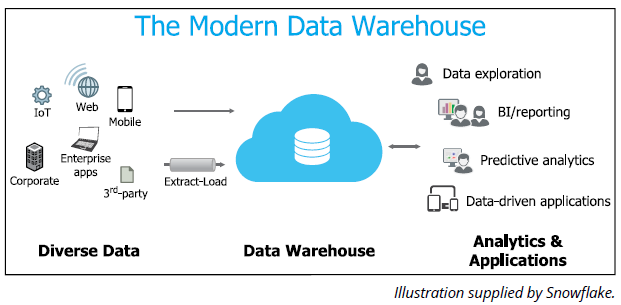 The Modern Data Warehouse
IoT
Web
Mobile
Corporate
Enterprise
apps
3rd-party
Extract-Load
Data exploration
BI/reporting
Predictive analytics
Data-driven applications
Diverse Data
Data Warehouse
Analytics &
Applications
Illustration supplied by Snowflake.